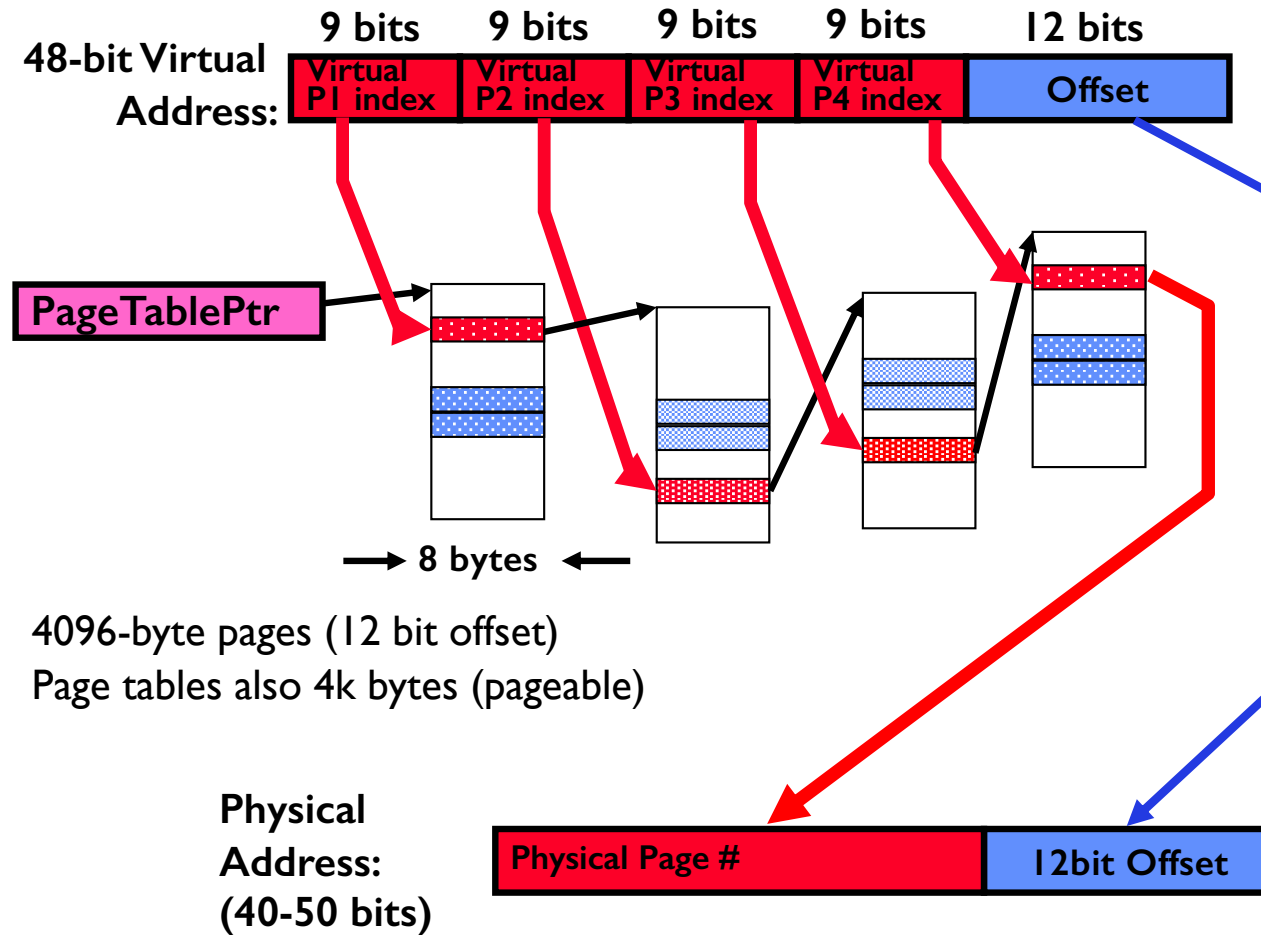 9 bits 9 bits 9 bits 9 bits 12 bits
48-bit Virtual
Address:
Virtual
P1 index
Virtual
P2 index
Virtual
P3 index
Virtual
P4 index
Offset
PageTablePtr
8 bytes
4096-byte pages (12 bit offset)
Page tables also 4k bytes (pageable)
Physical
Address:
(40-50 bits)
Physical Page #
12bit Offset